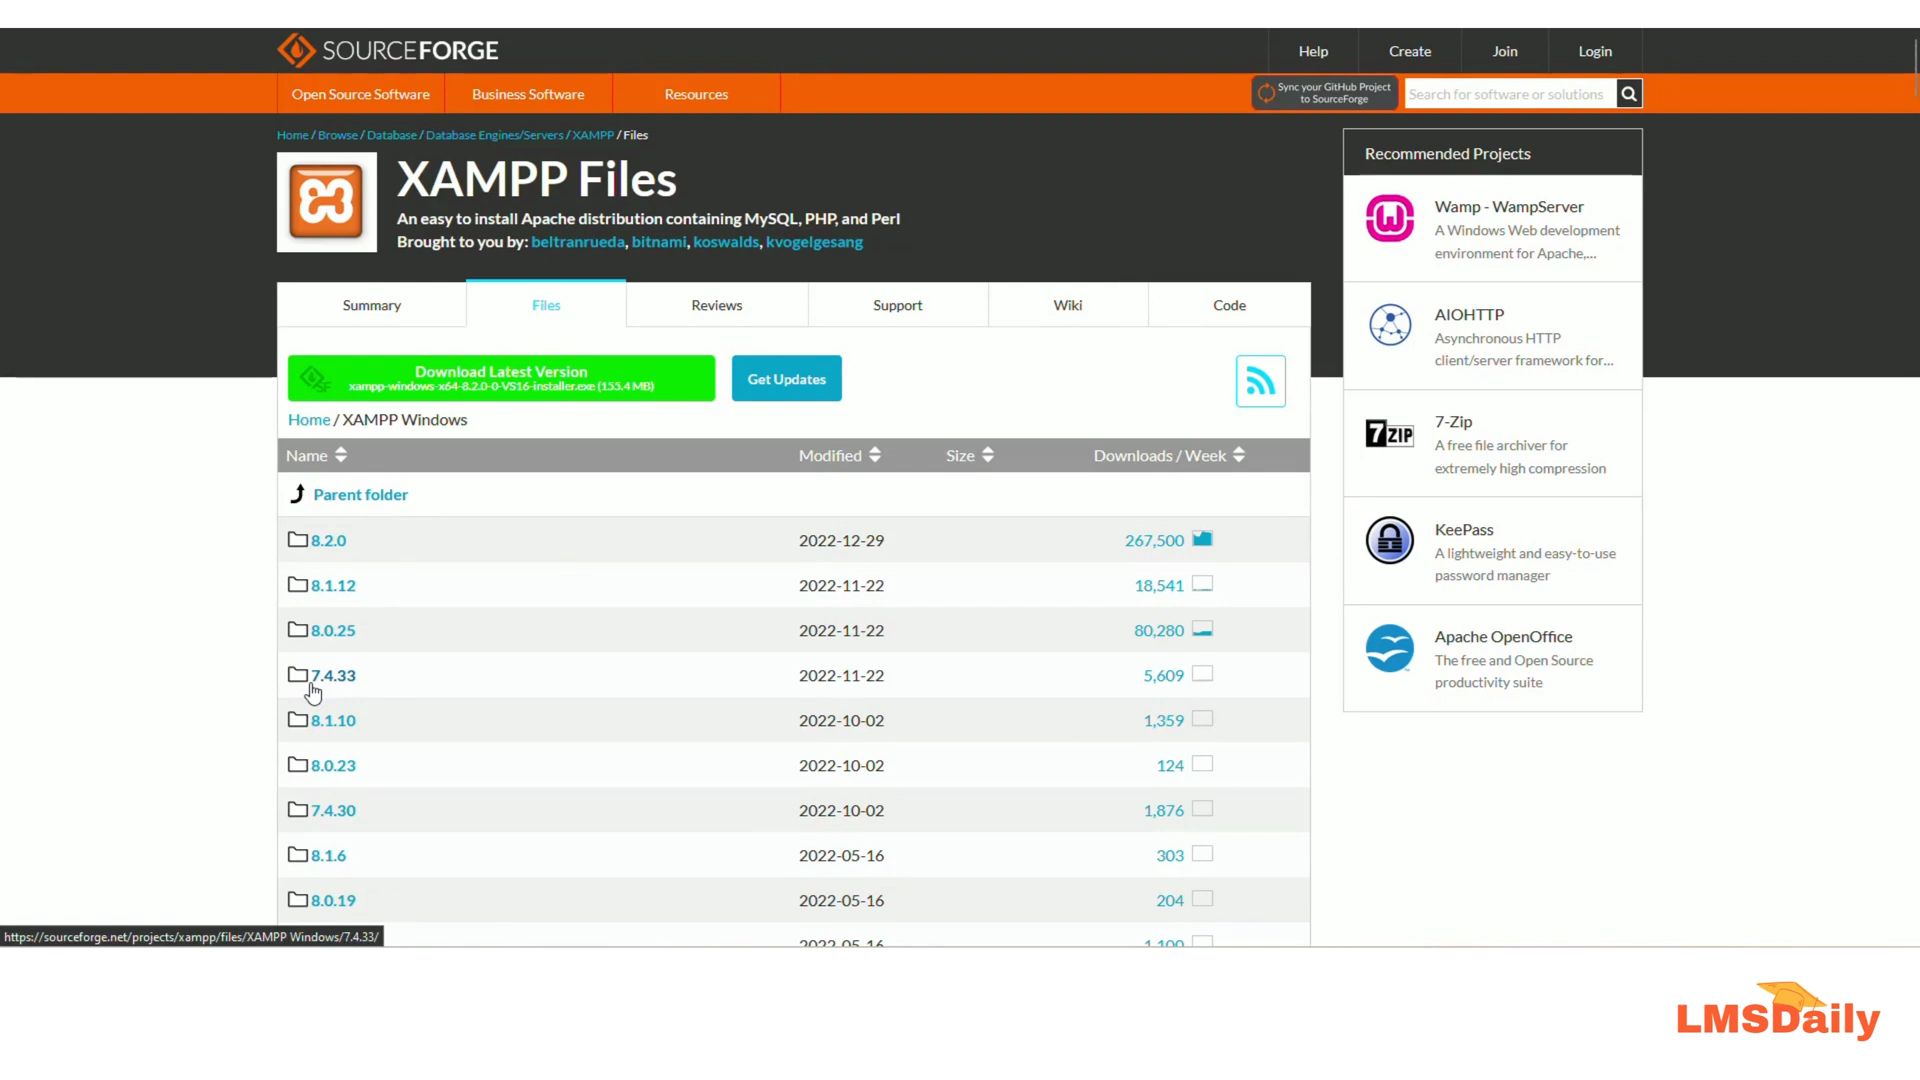 SOURCEFORGE
Help
Create
Join
Login
Open Source Software
Business Software
Resources
Sync your GitHub Project
to SourceForge
Search for software or solutions
Home / Browse / Database / Database Engines/Servers / XAMPP / Files
XAMPP Files
An easy to install Apache distribution containing MySQL, PHP, and Perl
Brought to you by: beltranrueda, bitnami, koswalds, kvogelgesang
Summary
Files
Reviews
Support
Wiki
Code
Download Latest Version
xampp-windows-x64-8.2.0-0-VS16-installer.exe (155.4 MB)
SF
Get Updates
Home / XAMPP Windows
Name
Modified
Size
Downloads / Week
Parent folder
8.2.0 2022-12-29 267,500
8.1.12 2022-11-22 18,541
8.0.25 2022-11-22 80,280
7.4.33 2022-11-22 5,609
8.1.10 2022-10-02 1,359
8.0.23 2022-10-02 124
7.4.30 2022-10-02 1,876
8.1.6 2022-05-16 303
8.0.19 2022-05-16 204
2022-05-16 1,100
https://sourceforge.net/projects/xampp/files/XAMPP Windows/7.4.33/
Recommended Projects
Wamp - WampServer
A Windows Web development
environment for Apache,...
AIOHTTP
Asynchronous HTTP
client/server framework for...
7ZIP
7-Zip
A free file archiver for
extremely high compression
KeePass
A lightweight and easy-to-use
password manager
Apache OpenOffice
The free and Open Source
productivity suite
LMSDaily